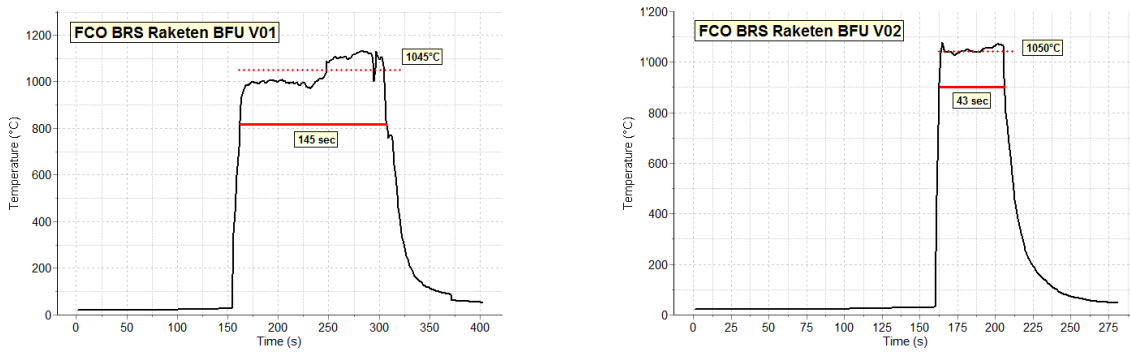 FCO BRS Raketen BFU V01
1045°C
145 sec
Temperature (°C)
1200
1000
800
600
400
200
0
0 50 100 150 200 250 300 350 400
Time (s)
FCO BRS Raketen BFU V02
1050°C
43 sec
Temperature (°C)
1'200
1'000
800
600
400
200
0
0 25 50 75 100 125 150 175 200 225 250 275
Time (s)